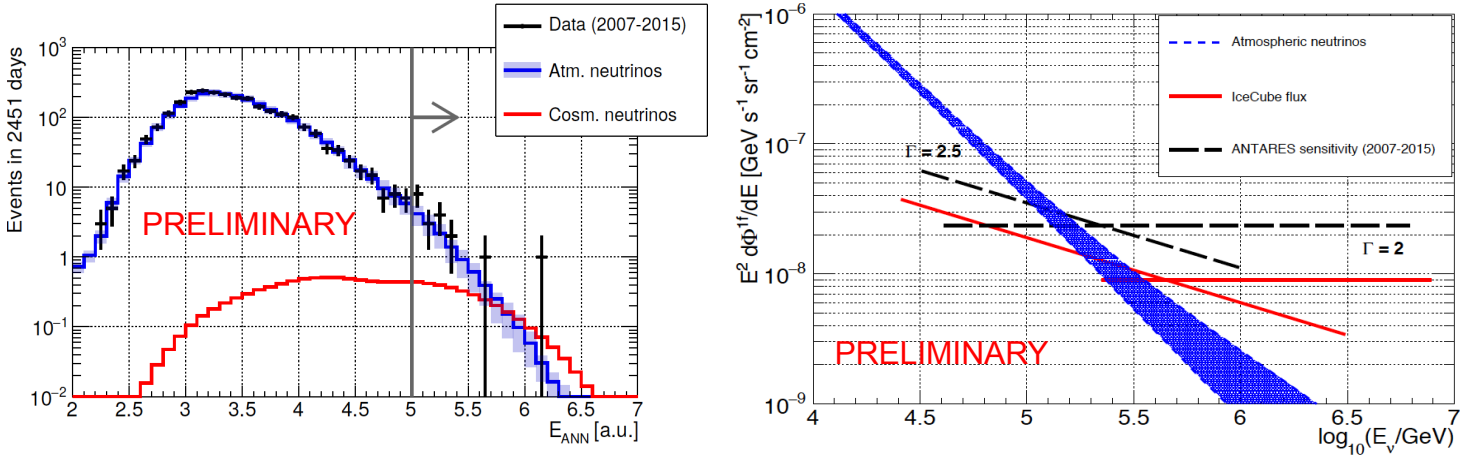 Data (2007-2015)
Atm. neutrinos
Cosm. neutrinos
Events in 2451 days
10³
10²
10
1
10⁻¹
10⁻²
PRELIMINARY
2 2.5 3 3.5 4 4.5 5 5.5 6 6.5 7
E_ANN [a.u.]
Atmospheric neutrinos
IceCube flux
ANTARES sensitivity (2007-2015)
E² dΦ¹ᶠ/dE [GeV s⁻¹ sr⁻¹ cm⁻²]
10⁻⁶
10⁻⁷
10⁻⁸
10⁻⁹
Γ = 2.5
Γ = 2
PRELIMINARY
4 4.5 5 5.5 6 6.5 7
log₁₀(E_ν/GeV)